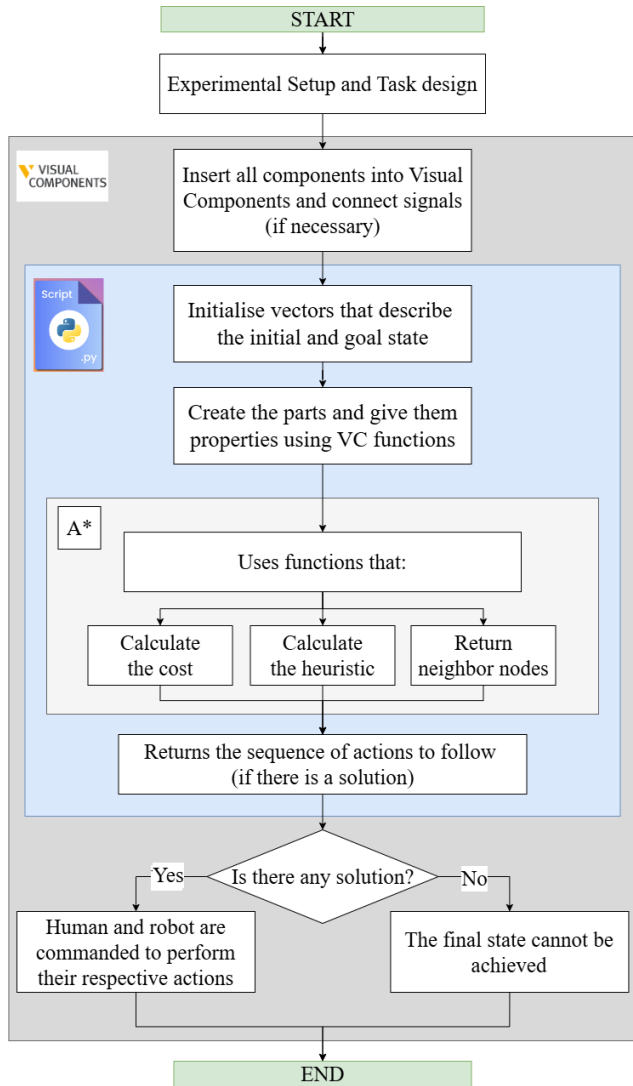 START
Experimental Setup and Task design
VISUAL
COMPONENTS
Insert all components into Visual
Components and connect signals
(if necessary)
Script
.py
Initialise vectors that describe
the initial and goal state
Create the parts and give them
properties using VC functions
A*
Uses functions that:
Calculate
the cost
Calculate
the heuristic
Return
neighbor nodes
Returns the sequence of actions to follow
(if there is a solution)
Is there any solution?
Yes
No
Human and robot are
commanded to perform
their respective actions
The final state cannot be
achieved
END